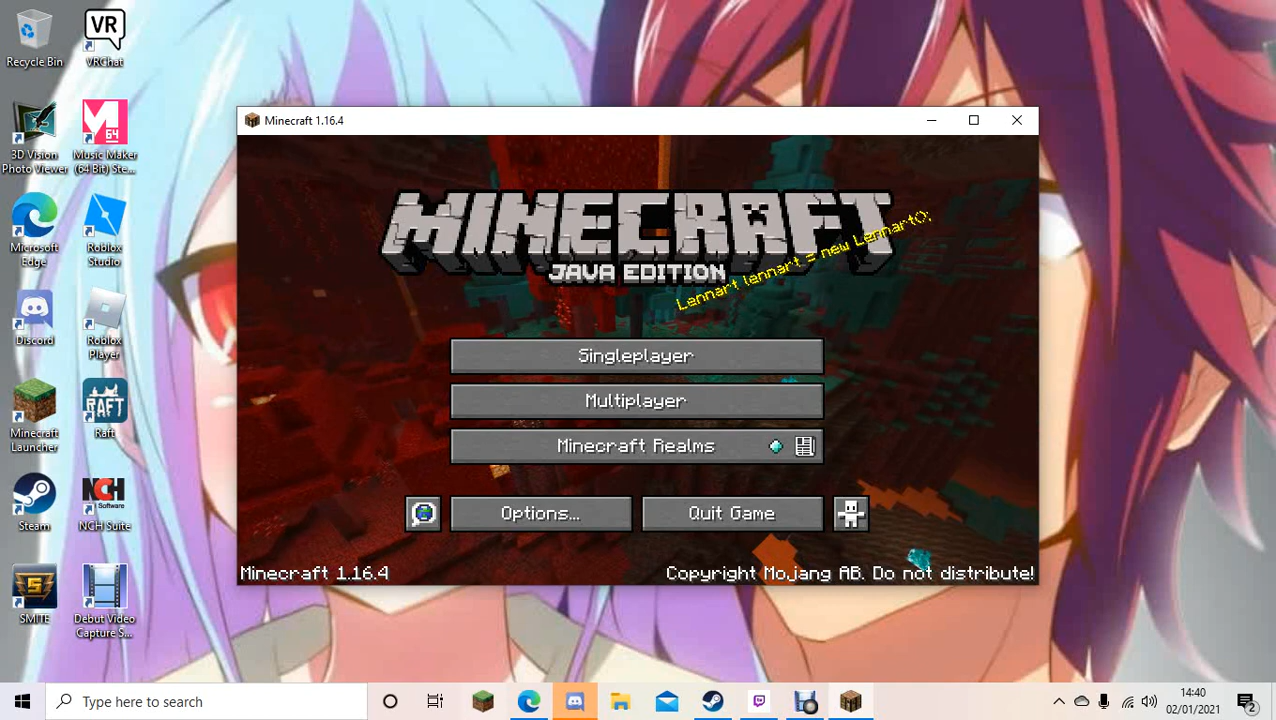 VR
Recycle Bin
VRChat
64
3D Vision
Photo Viewer
Music Maker
(64 Bit) Ste...
Microsoft
Edge
Roblox
Studio
Discord
Roblox
Player
RAFT
Minecraft
Launcher
Raft
NCH
Software
Steam
NCH Suite
SMITE
Debut Video
Capture S...
Minecraft 1.16.4
MINECRAFT
JAVA EDITION
Lennart lennart = new Lennart();
Singleplayer
Multiplayer
Minecraft Realms
Options...
Quit Game
Minecraft 1.16.4
Copyright Mojang AB. Do not distribute!
Type here to search
14:40
02/01/2021
2